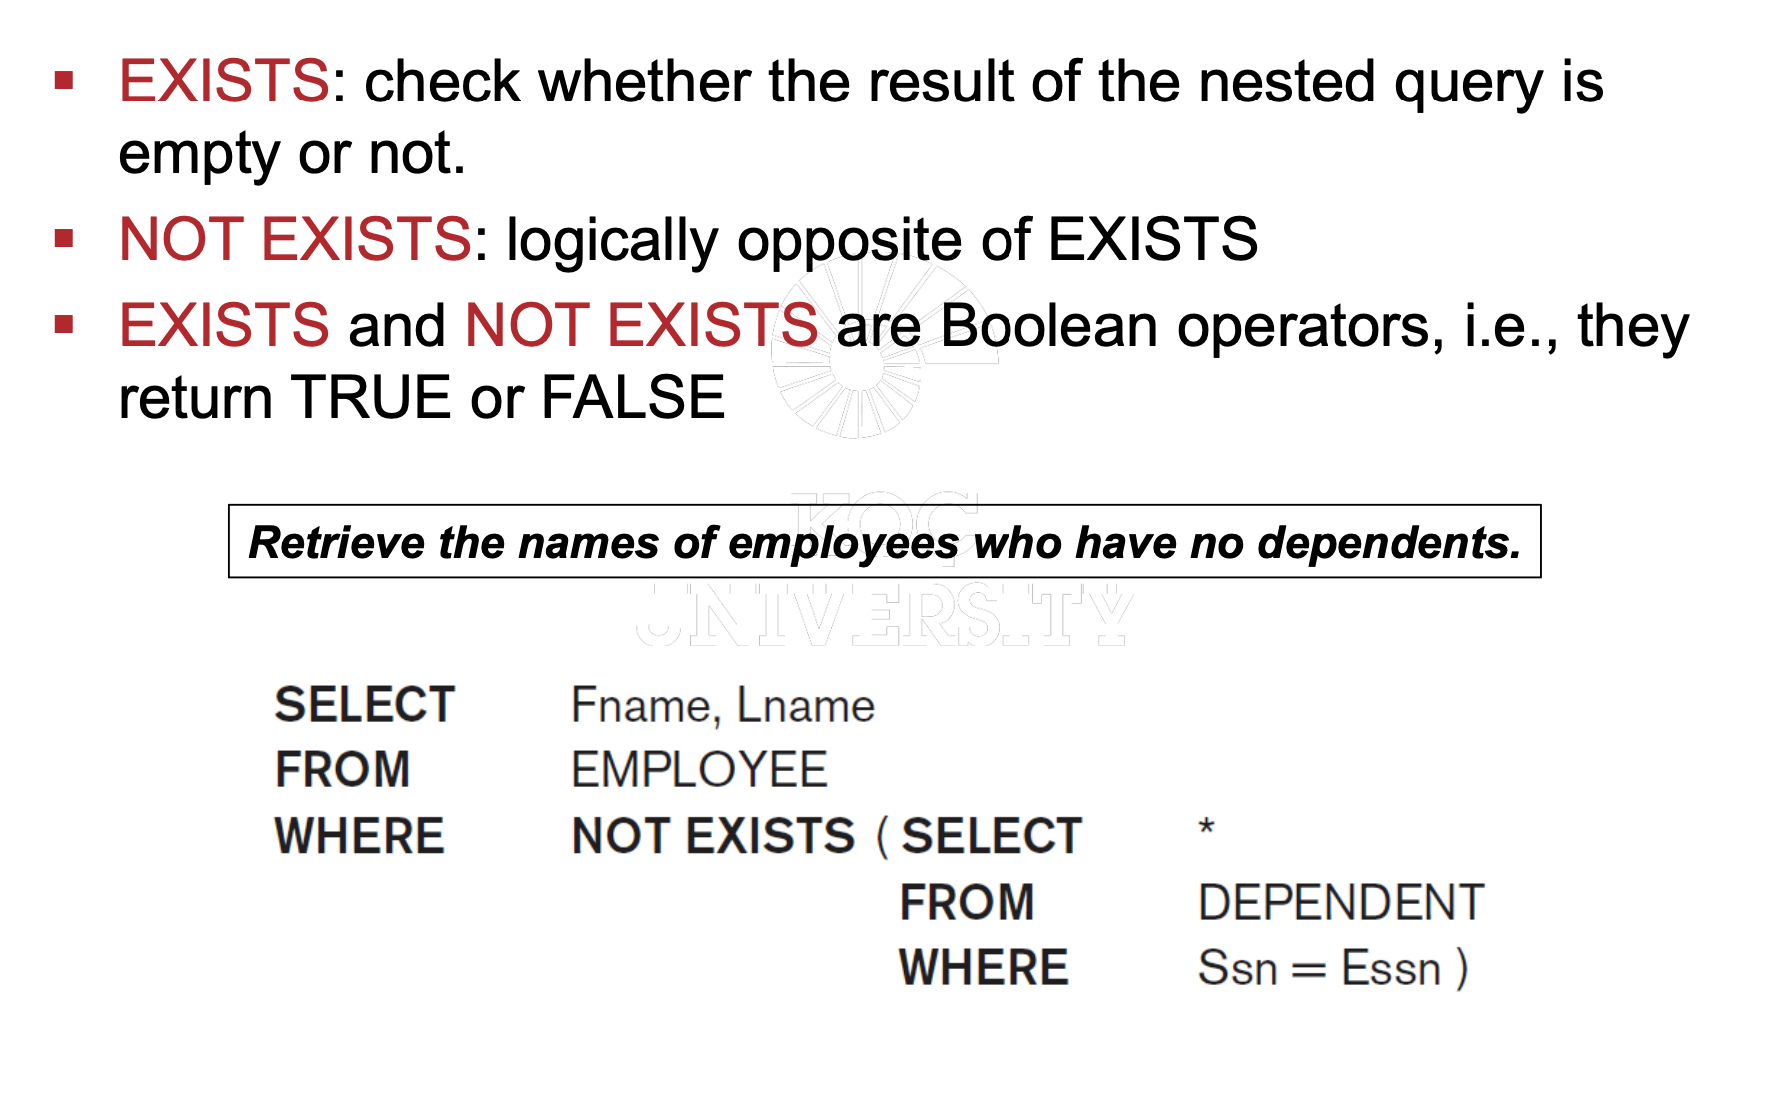 EXISTS: check whether the result of the nested query is
empty or not.
NOT EXISTS: logically opposite of EXISTS
EXISTS and NOT EXISTS are Boolean operators, i.e., they
return TRUE or FALSE
KOÇ
Retrieve the names of employees who have no dependents.
UNIVERSITY
SELECT Fname, Lname
FROM EMPLOYEE
WHERE NOT EXISTS ( SELECT *
FROM DEPENDENT
WHERE Ssn = Essn )